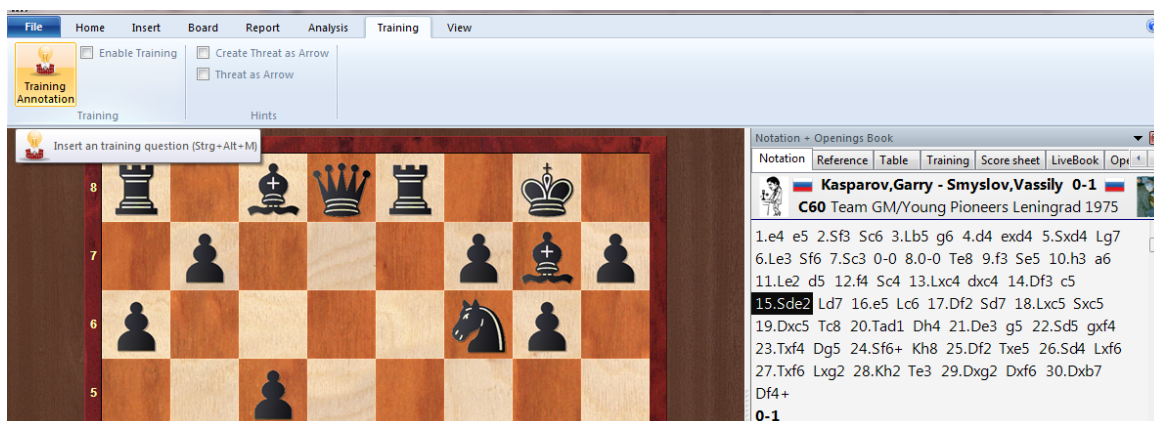 File Home Insert Board Report Analysis Training View
Training Annotation
Enable Training
Training
Create Threat as Arrow
Threat as Arrow
Hints
Insert an training question (Strg+Alt+M)
8
7
6
5
Notation + Openings Book
Notation Reference Table Training Score sheet LiveBook
Kasparov,Garry - Smyslov,Vassily 0-1
C60 Team GM/Young Pioneers Leningrad 1975
1.e4 e5 2.Sf3 Sc6 3.Lb5 g6 4.d4 exd4 5.Sxd4 Lg7
6.Le3 Sf6 7.Sc3 0-0 8.0-0 Te8 9.f3 Se5 10.h3 a6
11.Le2 d5 12.f4 Sc4 13.Lxc4 dxc4 14.Df3 c5
15.Sde2 Ld7 16.e5 Lc6 17.Df2 Sd7 18.Lxc5 Sxc5
19.Dxc5 Tc8 20.Tad1 Dh4 21.De3 g5 22.Sd5 gxf4
23.Txf4 Dg5 24.Sf6+ Kh8 25.Df2 Txe5 26.Sd4 Lxf6
27.Txf6 Lxg2 28.Kh2 Te3 29.Dxg2 Dxf6 30.Dxb7
Df4+
0-1